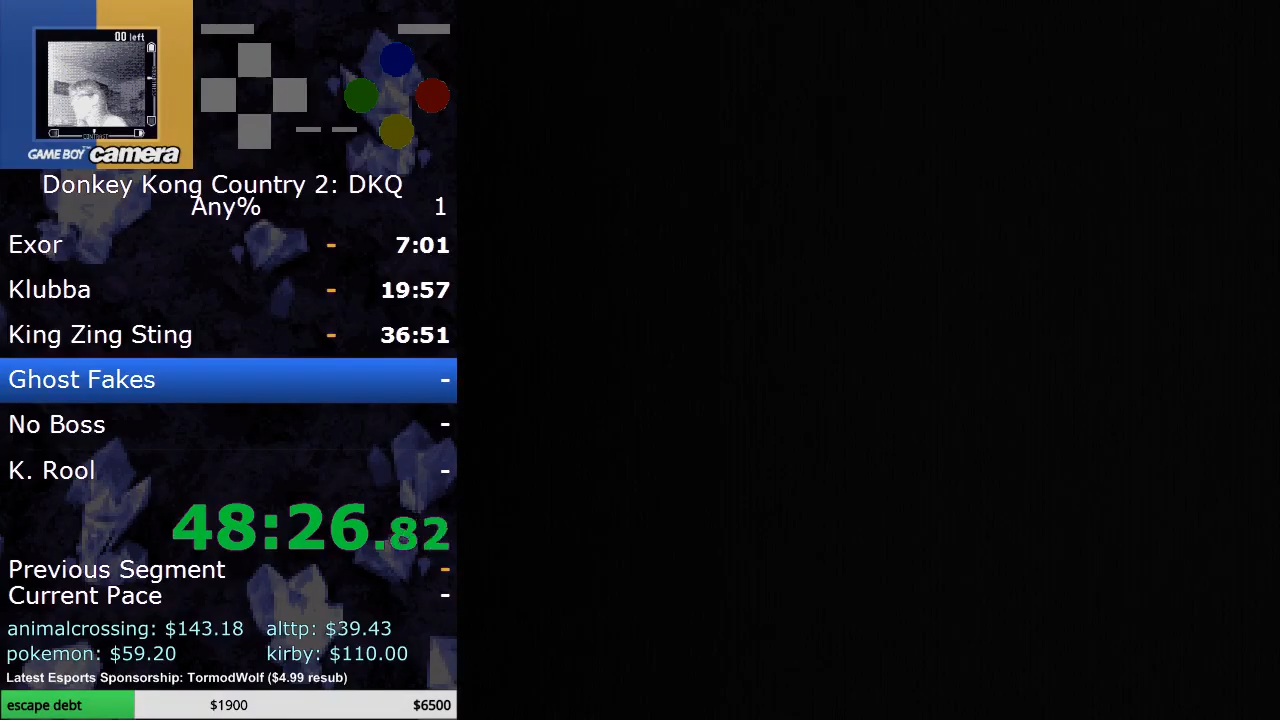 00 left
CONTRAST
GAME BOY camera
Donkey Kong Country 2: DKQ
Any% 1
Exor - 7:01
Klubba - 19:57
King Zing Sting - 36:51
Ghost Fakes -
No Boss -
K. Rool -
48:26.82
Previous Segment -
Current Pace -
animalcrossing: $143.18 alttp: $39.43
pokemon: $59.20 kirby: $110.00
Latest Esports Sponsorship: TormodWolf ($4.99 resub)
escape debt $1900 $6500